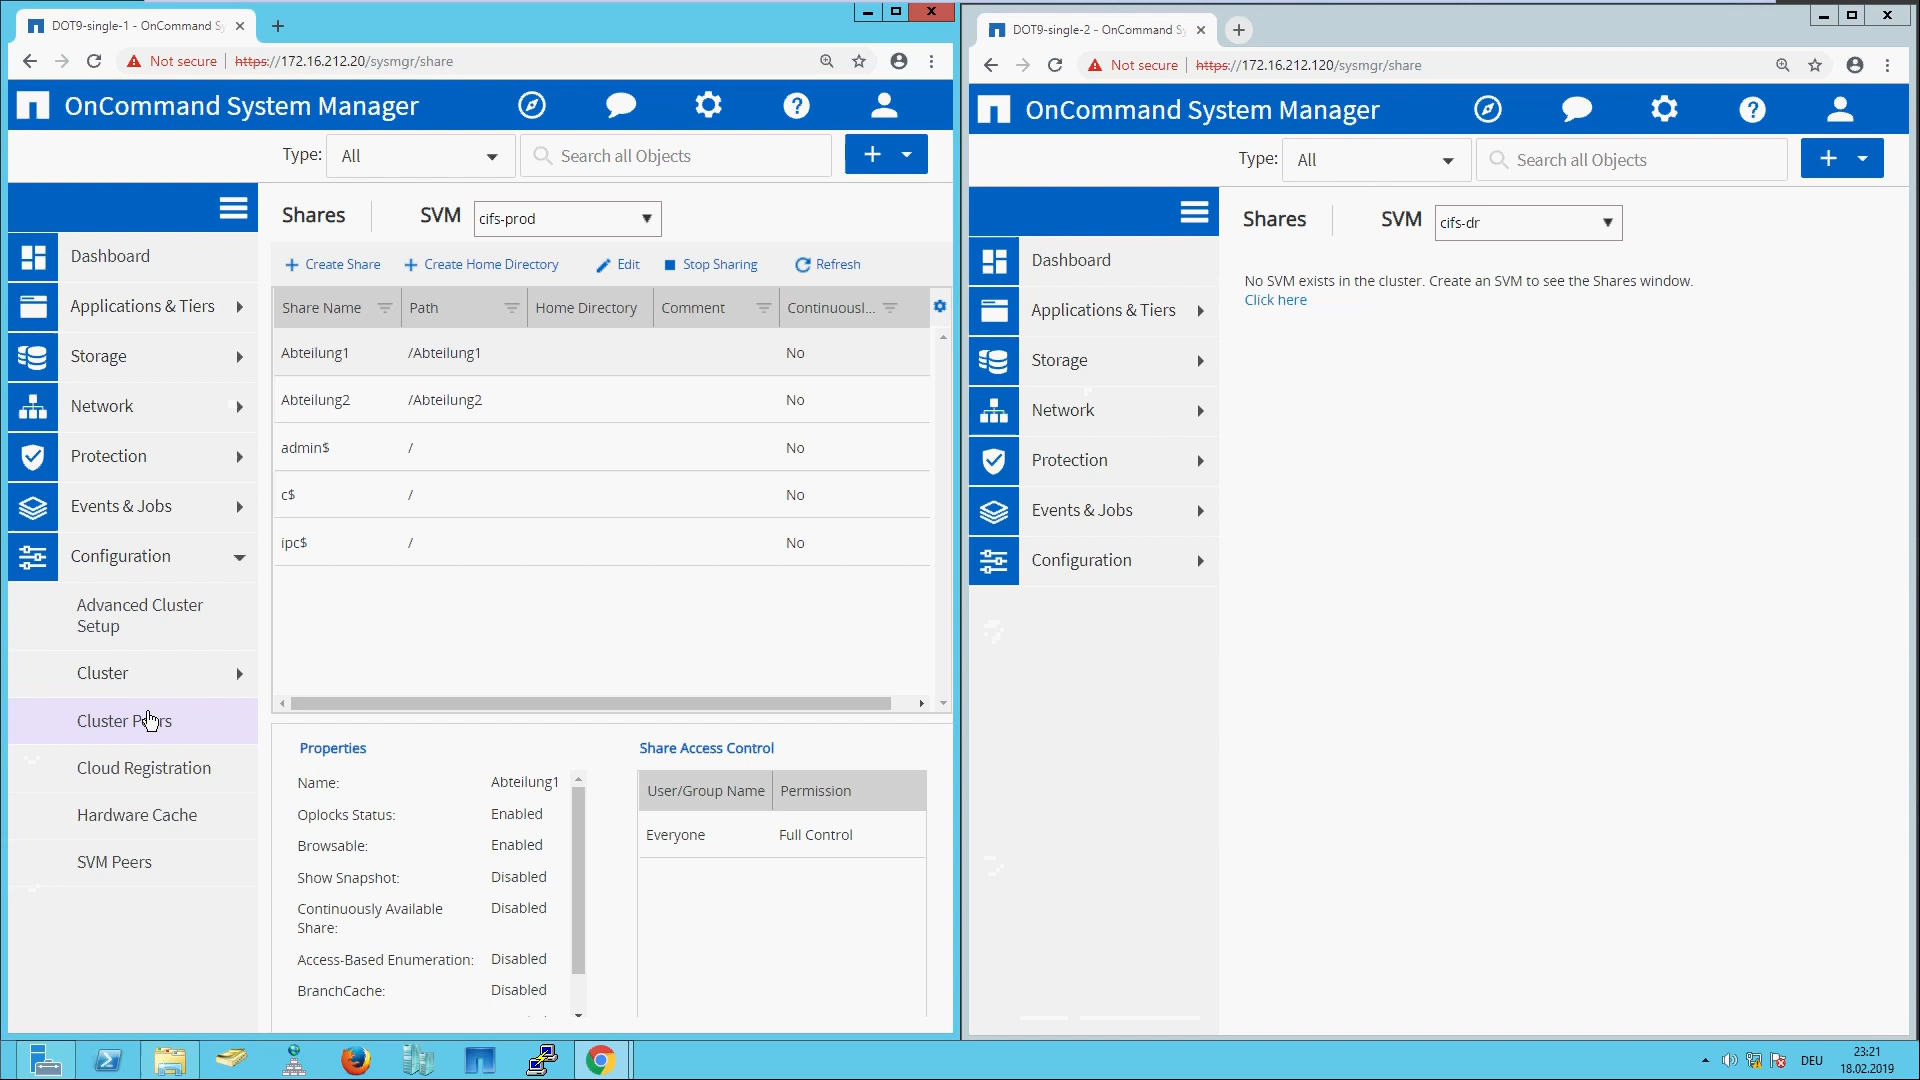 DOT9-single-1 - OnCommand Sy
Not secure | https://172.16.212.20/sysmgr/share
OnCommand System Manager
Type: All Search all Objects
Dashboard
Applications & Tiers
Storage
Network
Protection
Events & Jobs
Configuration
Advanced Cluster
Setup
Cluster
Cluster Peers
Cloud Registration
Hardware Cache
SVM Peers
Shares SVM cifs-prod
Create Share Create Home Directory Edit Stop Sharing Refresh
Share Name Path Home Directory Comment Continuousl...
Abteilung1 /Abteilung1 No
Abteilung2 /Abteilung2 No
admin$ / No
c$ / No
ipc$ / No
Properties
Name: Abteilung1
Oplocks Status: Enabled
Browsable: Enabled
Show Snapshot: Disabled
Continuously Available
Share: Disabled
Access-Based Enumeration: Disabled
BranchCache: Disabled
Share Access Control
User/Group Name Permission
Everyone Full Control
DOT9-single-2 - OnCommand Sy
Not secure | https://172.16.212.120/sysmgr/share
OnCommand System Manager
Type: All Search all Objects
Dashboard
Applications & Tiers
Storage
Network
Protection
Events & Jobs
Configuration
Shares SVM cifs-dr
No SVM exists in the cluster. Create an SVM to see the Shares window.
Click here
DEU
23:21
18.02.2019